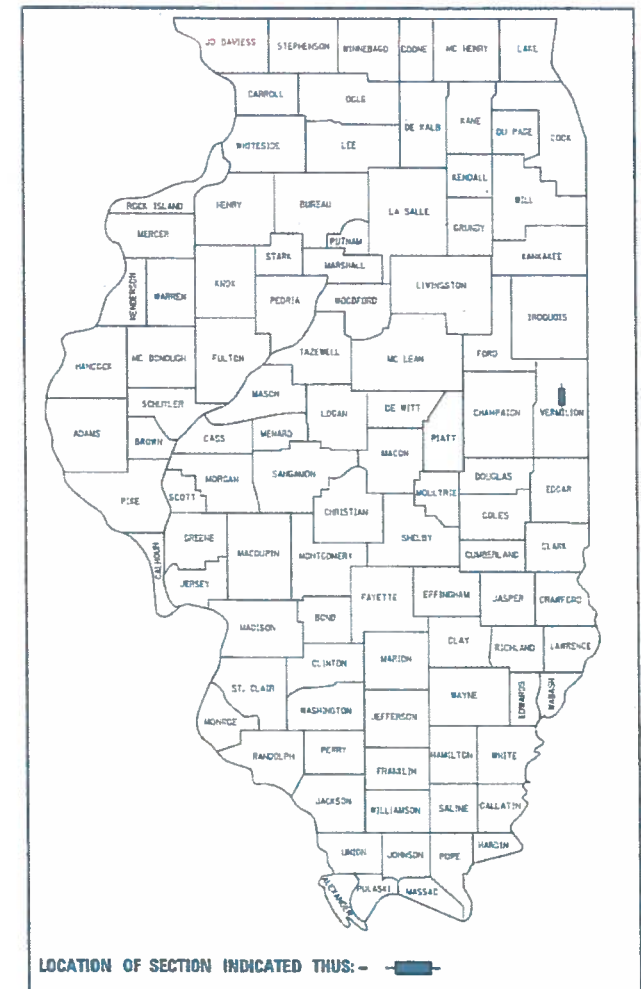 JO DAVIESS
STEPHENSON
WINNEBAGO
BOONE
MC HENRY
LAKE
CARROLL
OGLE
DE KALB
KANE
DU PAGE
COOK
WHITESIDE
LEE
KENDALL
WILL
ROCK ISLAND
HENRY
BUREAU
LA SALLE
GRUNDY
MERCER
PUTNAM
STARK
MARSHALL
KANKAKEE
HENDERSON
WARREN
KNOX
PEORIA
WOODFORD
LIVINGSTON
IROQUOIS
HANCOCK
MC DONOUGH
FULTON
TAZEWELL
MC LEAN
FORD
MASON
SCHUYLER
LOGAN
DE WITT
CHAMPAIGN
VERMILION
ADAMS
BROWN
CASS
MENARD
MACON
PIATT
PIKE
SCOTT
MORGAN
SANGAMON
CHRISTIAN
MOULTRIE
DOUGLAS
EDGAR
COLES
GREENE
MACOUPIN
MONTGOMERY
SHELBY
CUMBERLAND
CLARK
CALHOUN
JERSEY
FAYETTE
EFFINGHAM
JASPER
CRAWFORD
MADISON
BOND
CLAY
RICHLAND
LAWRENCE
CLINTON
MARION
ST. CLAIR
WAYNE
EDWARDS
WABASH
MONROE
WASHINGTON
JEFFERSON
RANDOLPH
PERRY
HAMILTON
WHITE
FRANKLIN
JACKSON
WILLIAMSON
SALINE
GALLATIN
UNION
JOHNSON
POPE
HARDIN
ALEXANDER
PULASKI
MASSAC
LOCATION OF SECTION INDICATED THUS: -